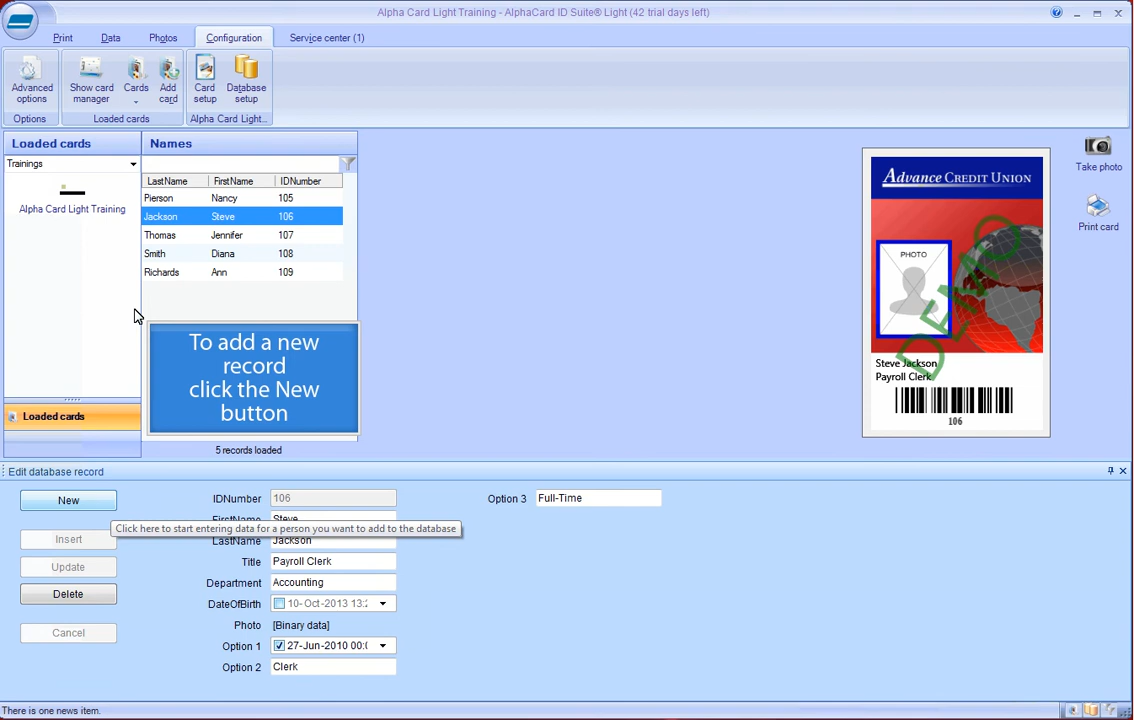 Alpha Card Light Training - AlphaCard ID Suite® Light (42 trial days left)
Print Data Photos Configuration Service center (1)
Advanced options
Show card manager
Cards
Add card
Card setup
Database setup
Options Loaded cards Alpha Card Light...
Loaded cards
Trainings
Alpha Card Light Training
Names
LastName FirstName IDNumber
Pierson Nancy 105
Jackson Steve 106
Thomas Jennifer 107
Smith Diana 108
Richards Ann 109
To add a new
record
click the New
button
5 records loaded
Loaded cards
Advance CREDIT UNION
PHOTO
DEMO
Steve Jackson
Payroll Clerk
106
Take photo
Print card
Edit database record
New
Insert
Update
Delete
Cancel
Click here to start entering data for a person you want to add to the database
IDNumber 106
FirstName Steve
LastName Jackson
Title Payroll Clerk
Department Accounting
DateOfBirth 10-Oct-2013 13:2
Photo [Binary data]
Option 1 27-Jun-2010 00:0
Option 2 Clerk
Option 3 Full-Time
There is one news item.